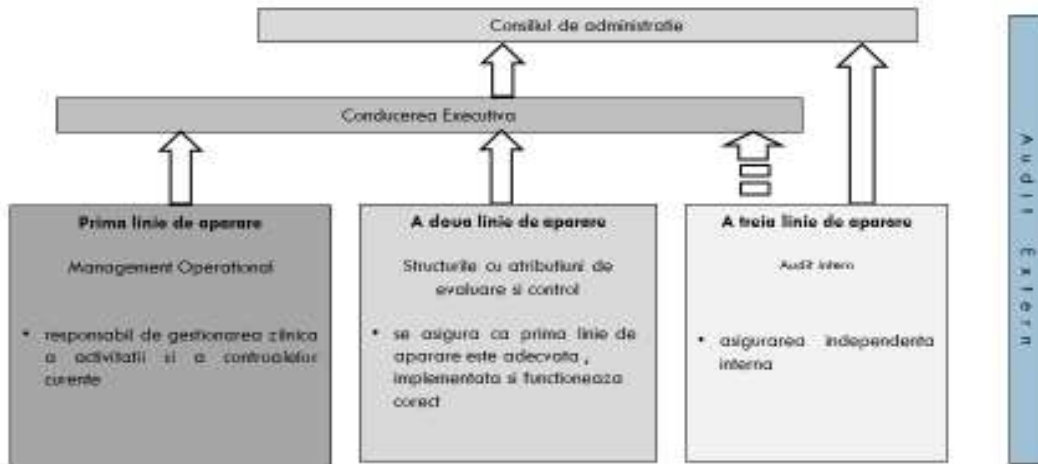 Consiliul de administratie
Conducerea Executiva
Prima linie de aparare
Management Operational
• responsabil de gestionarea zilnica
a activitatii si a controalelor
curente
A doua linie de aparare
Structurile cu atributiuni de
evaluare si control
• se asigura ca prima linie de
aparare este adecvata ,
implementata si functioneaza
corect
A treia linie de aparare
Audit intern
• asigurarea independenta
interna
Audit Extern